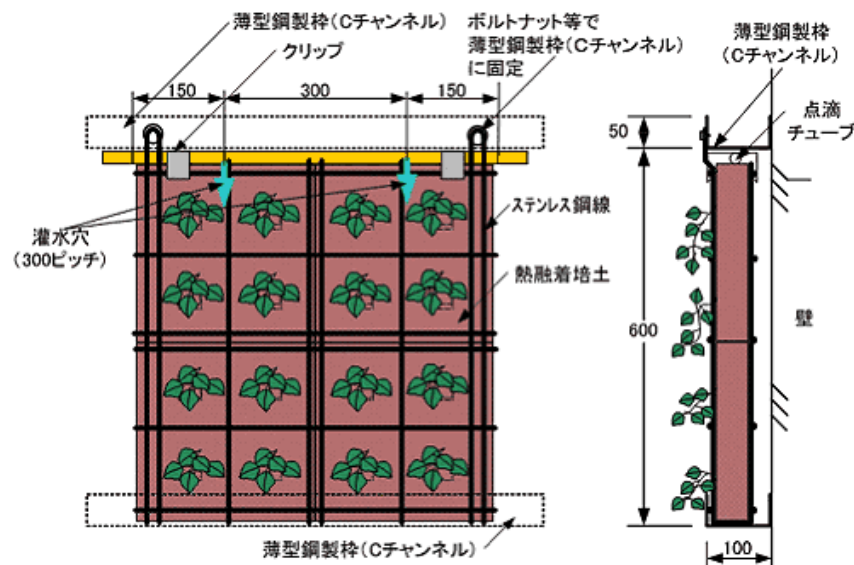 薄型鋼製枠(Cチャンネル)
クリップ
ボルトナット等で
薄型鋼製枠(Cチャンネル)
に固定
薄型鋼製枠
(Cチャンネル)
点滴
チューブ
150
300
150
50
灌水穴
(300ピッチ)
ステンレス鋼線
熱融着培土
600
壁
薄型鋼製枠(Cチャンネル)
100